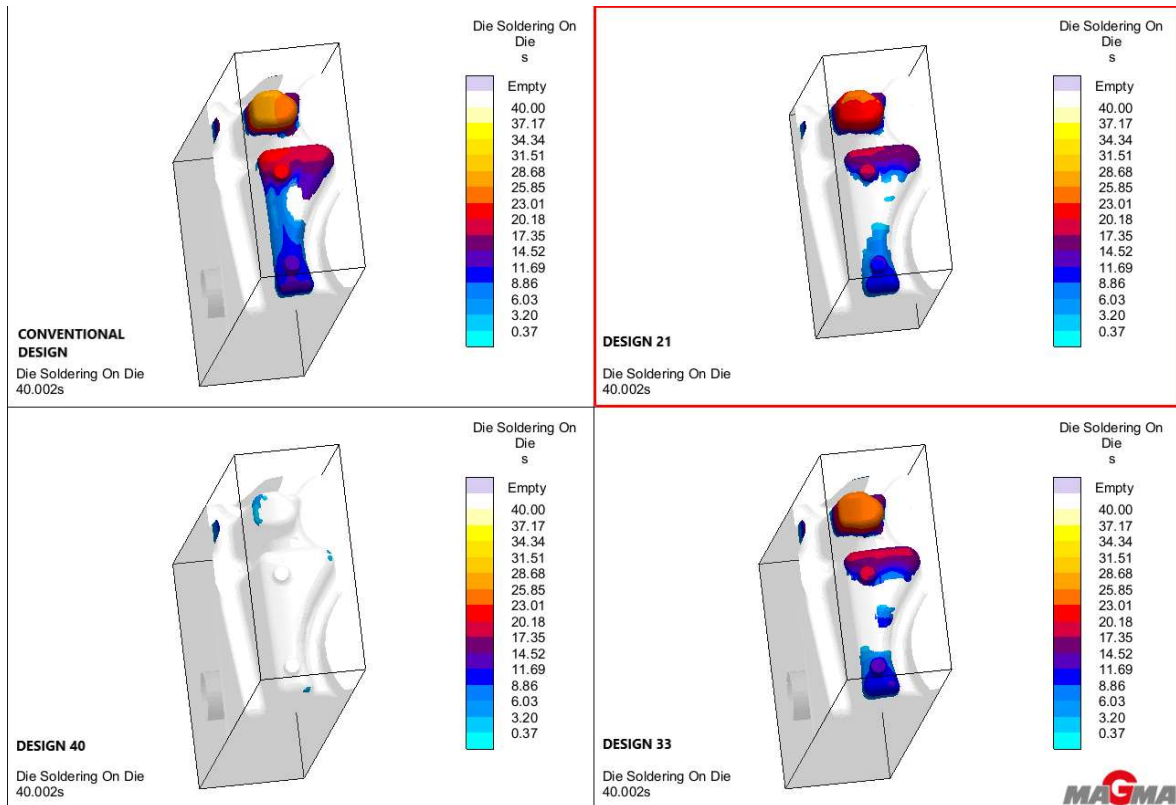 Die Soldering On
Die
s
Empty
40.00
37.17
34.34
31.51
28.68
25.85
23.01
20.18
17.35
14.52
11.69
8.86
6.03
3.20
0.37
CONVENTIONAL
DESIGN
Die Soldering On Die
40.002s
Die Soldering On
Die
s
Empty
40.00
37.17
34.34
31.51
28.68
25.85
23.01
20.18
17.35
14.52
11.69
8.86
6.03
3.20
0.37
DESIGN 21
Die Soldering On Die
40.002s
Die Soldering On
Die
s
Empty
40.00
37.17
34.34
31.51
28.68
25.85
23.01
20.18
17.35
14.52
11.69
8.86
6.03
3.20
0.37
DESIGN 40
Die Soldering On Die
40.002s
Die Soldering On
Die
s
Empty
40.00
37.17
34.34
31.51
28.68
25.85
23.01
20.18
17.35
14.52
11.69
8.86
6.03
3.20
0.37
DESIGN 33
Die Soldering On Die
40.002s
MAGMA